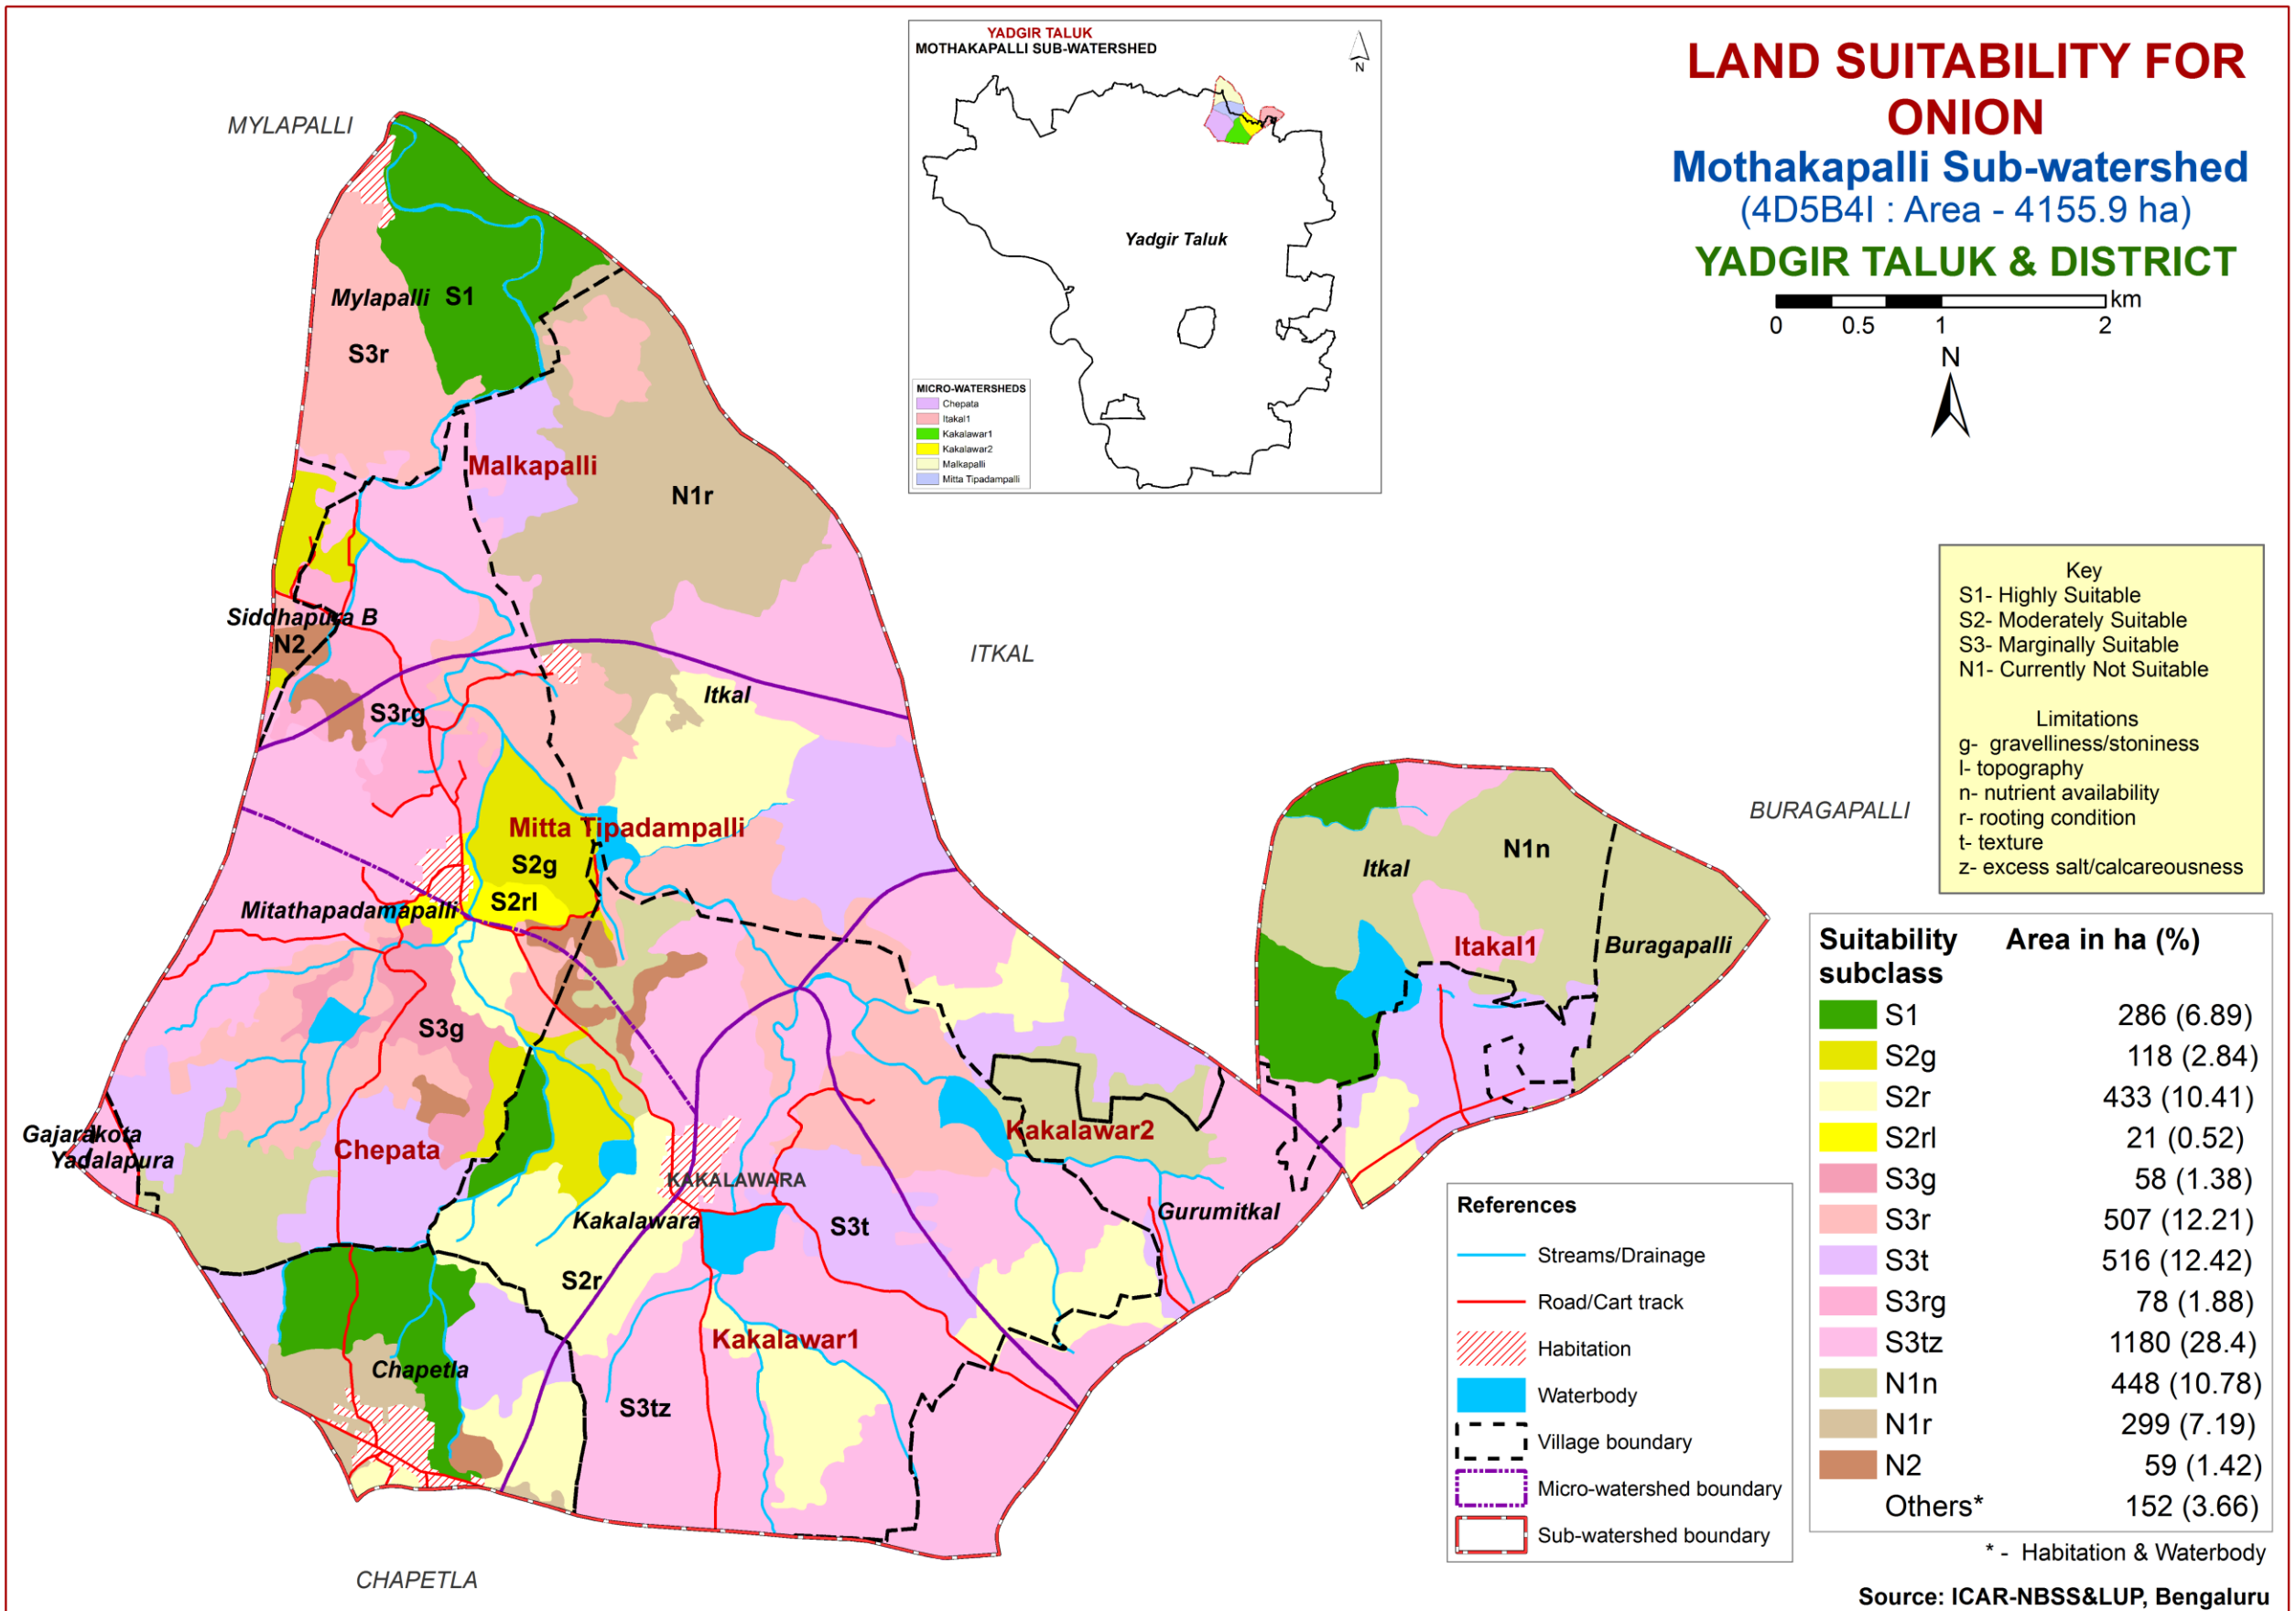 LAND SUITABILITY FOR
ONION
Mothakapalli Sub-watershed
(4D5B4I : Area - 4155.9 ha)
YADGIR TALUK & DISTRICT
km
0 0.5 1 2
N
YADGIR TALUK
MOTHAKAPALLI SUB-WATERSHED
N
Yadgir Taluk
MICRO-WATERSHEDS
Chepata
Itakal1
Kakalawar1
Kakalawar2
Malkapalli
Mitta Tipadampalli
MYLAPALLI
Mylapalli S1
S3r
Malkapalli
N1r
Siddhapura B
N2
ITKAL
Itkal
S3rg
Mitta Tipadampalli
S2g
S2rl
Mitathapadamapalli
S3g
BURAGAPALLI
N1n
Itkal
Itakal1
Buragapalli
Gajarakota
Yadalapura
Chepata
Kakalawar2
KAKALAWARA
Kakalawara
S3t
Gurumitkal
S2r
Kakalawar1
Chapetla
S3tz
CHAPETLA
Key
S1- Highly Suitable
S2- Moderately Suitable
S3- Marginally Suitable
N1- Currently Not Suitable
Limitations
g- gravelliness/stoniness
l- topography
n- nutrient availability
r- rooting condition
t- texture
z- excess salt/calcareousness
Suitability Area in ha (%)
subclass
S1 286 (6.89)
S2g 118 (2.84)
S2r 433 (10.41)
S2rl 21 (0.52)
S3g 58 (1.38)
S3r 507 (12.21)
S3t 516 (12.42)
S3rg 78 (1.88)
S3tz 1180 (28.4)
N1n 448 (10.78)
N1r 299 (7.19)
N2 59 (1.42)
Others* 152 (3.66)
* - Habitation & Waterbody
References
Streams/Drainage
Road/Cart track
Habitation
Waterbody
Village boundary
Micro-watershed boundary
Sub-watershed boundary
Source: ICAR-NBSS&LUP, Bengaluru